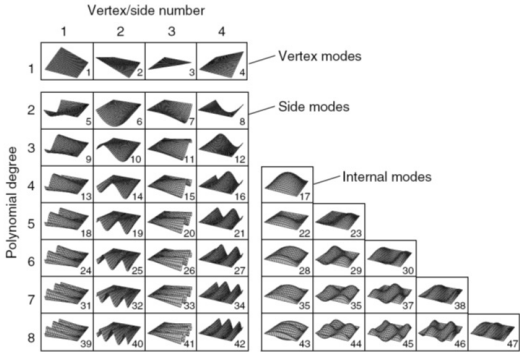 Vertex/side number
1 2 3 4
1 1 2 3 4 Vertex modes
2 5 6 7 8 Side modes
3 9 10 11 12
4 13 14 15 16 17 Internal modes
5 18 19 20 21 22 23
6 24 25 26 27 28 29 30
7 31 32 33 34 35 35 37 38
8 39 40 41 42 43 44 45 46 47
Polynomial degree